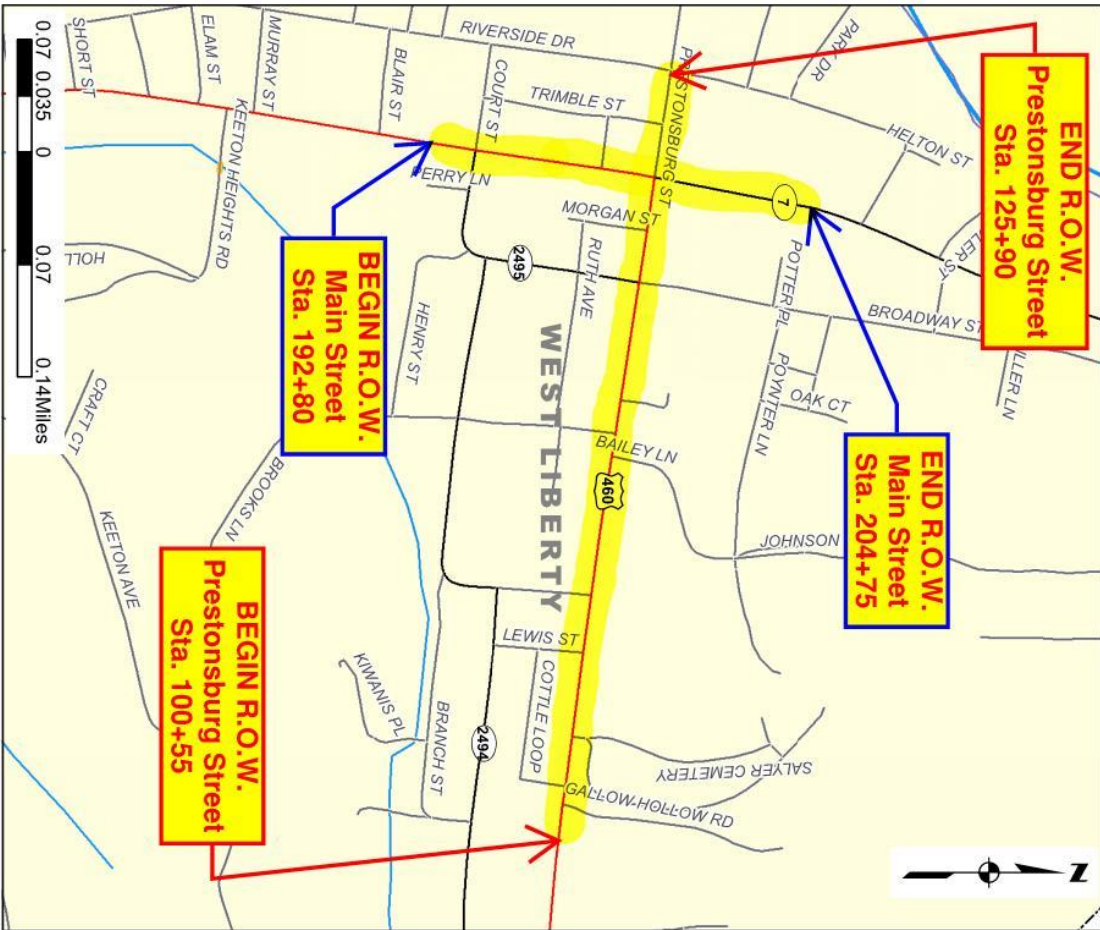 END R.O.W.
Prestonsburg Street
Sta. 125+90
END R.O.W.
Main Street
Sta. 204+75
BEGIN R.O.W.
Main Street
Sta. 192+80
BEGIN R.O.W.
Prestonsburg Street
Sta. 100+55
WEST LIBERTY
RIVERSIDE DR
PRESTONSBURG ST
PARK DR
HELTON ST
TRIMBLE ST
COURT ST
BLAIR ST
MURRAY ST
ELAM ST
SHORT ST
KEETON HEIGHTS RD
PERRY LN
MORGAN ST
RUTH AVE
7
2495
POTTER PL
BROADWAY ST
OAK CT
POYNTER LN
HENRY ST
BAILEY LN
460
JOHNSON
BROOKS LN
CRAFT CT
KEETON AVE
LEWIS ST
COTTLE LOOP
KIWANIS PL
BRANCH ST
2494
SALYER CEMETERY
GALLOW HOLLOW RD
HOLL
LER ST
ILLER LN
N
0.07 0.035 0 0.07 0.14Miles